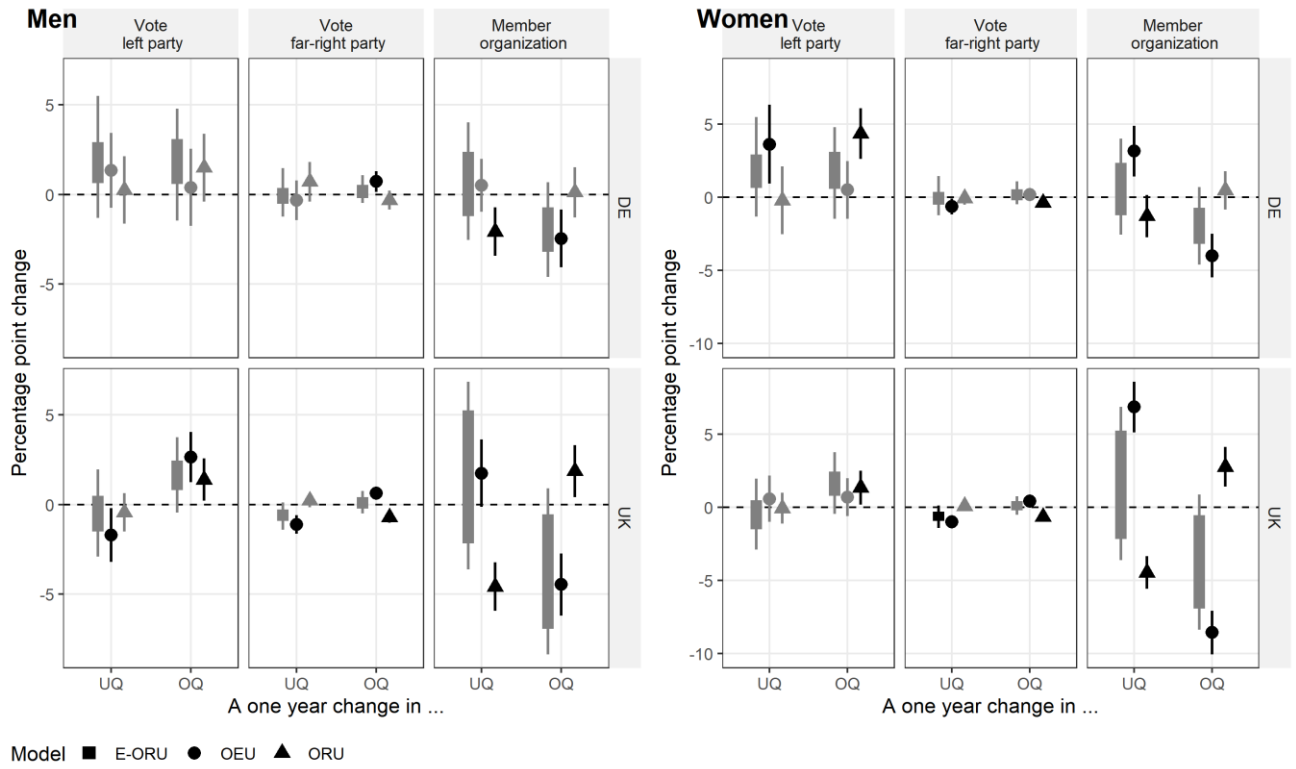 Men
Vote
left party
Vote
far-right party
Member
organization
Women
Vote
left party
Vote
far-right party
Member
organization
5
0
-5
DE
5
0
-5
-10
DE
Percentage point change
Percentage point change
5
0
-5
UK
5
0
-5
-10
UK
UQ OQ UQ OQ UQ OQ
UQ OQ UQ OQ UQ OQ
A one year change in ...
A one year change in ...
Model E-ORU OEU ORU